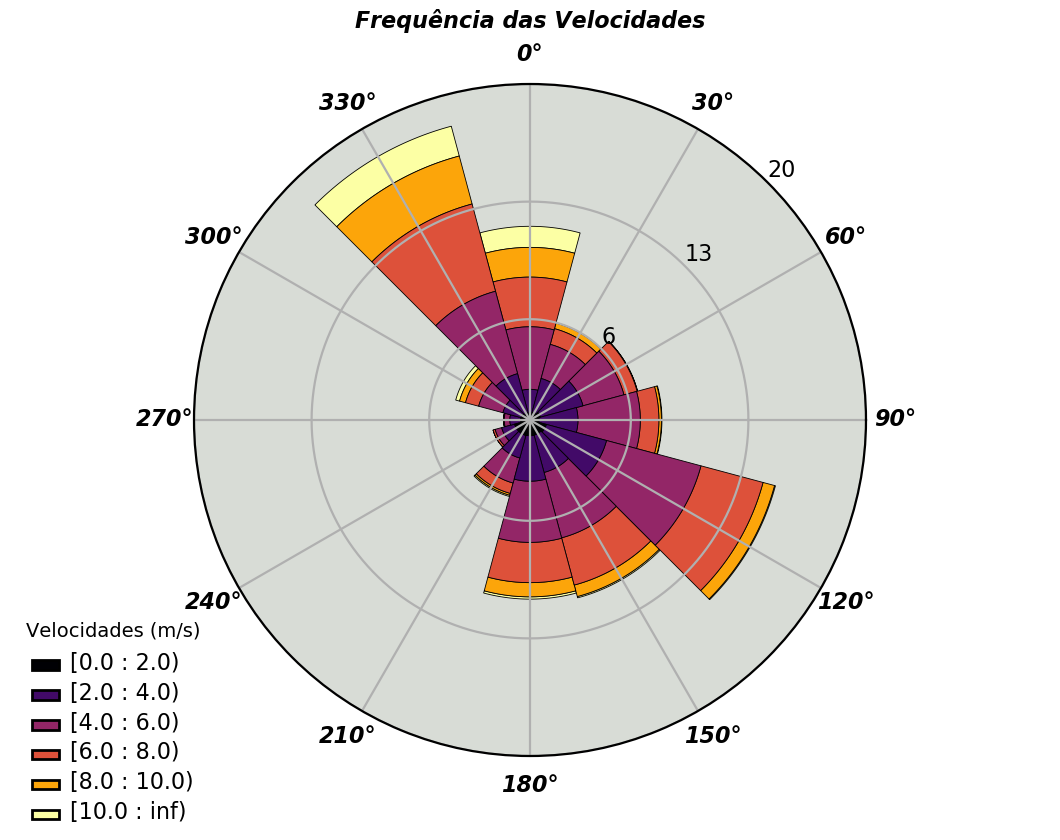 Frequência das Velocidades
0°
330°
30°
20
300°
60°
13
6
270°
90°
240°
120°
210°
150°
180°
Velocidades (m/s)
[0.0 : 2.0)
[2.0 : 4.0)
[4.0 : 6.0)
[6.0 : 8.0)
[8.0 : 10.0)
[10.0 : inf)